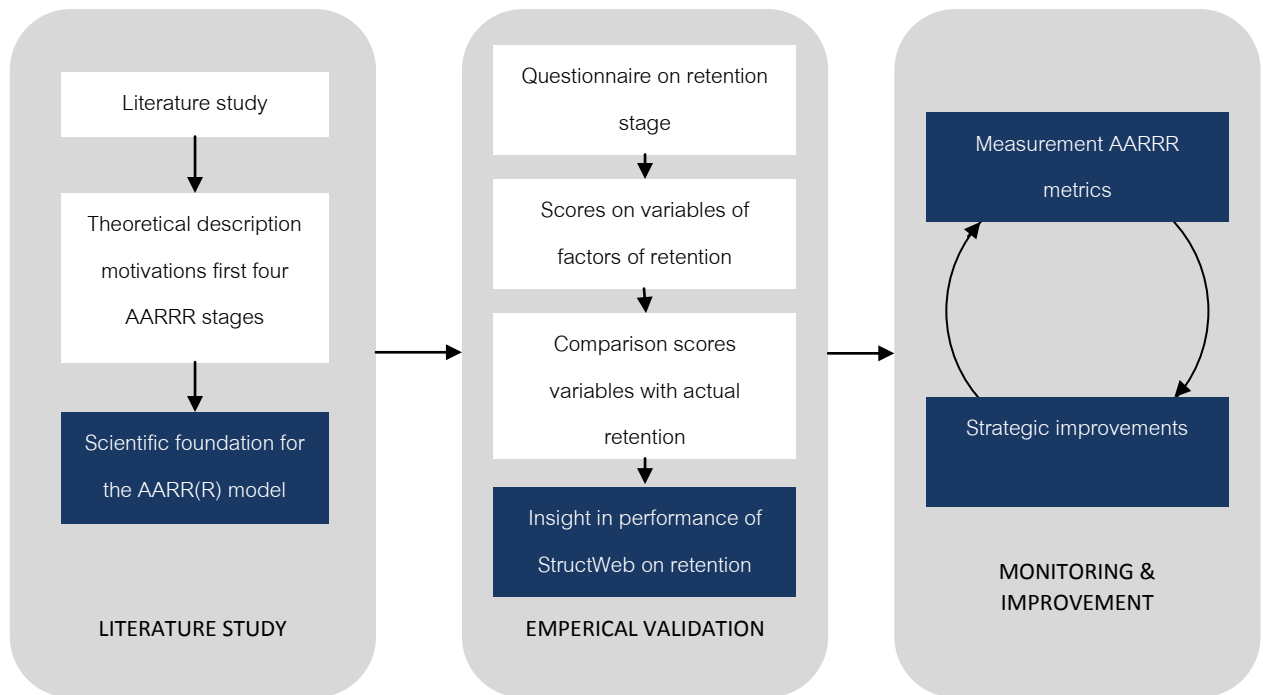 Literature study
Theoretical description
motivations first four
AARRR stages
Scientific foundation for
the AARR(R) model
LITERATURE STUDY
Questionnaire on retention
stage
Scores on variables of
factors of retention
Comparison scores
variables with actual
retention
Insight in performance of
StructWeb on retention
EMPERICAL VALIDATION
Measurement AARRR
metrics
Strategic improvements
MONITORING &
IMPROVEMENT